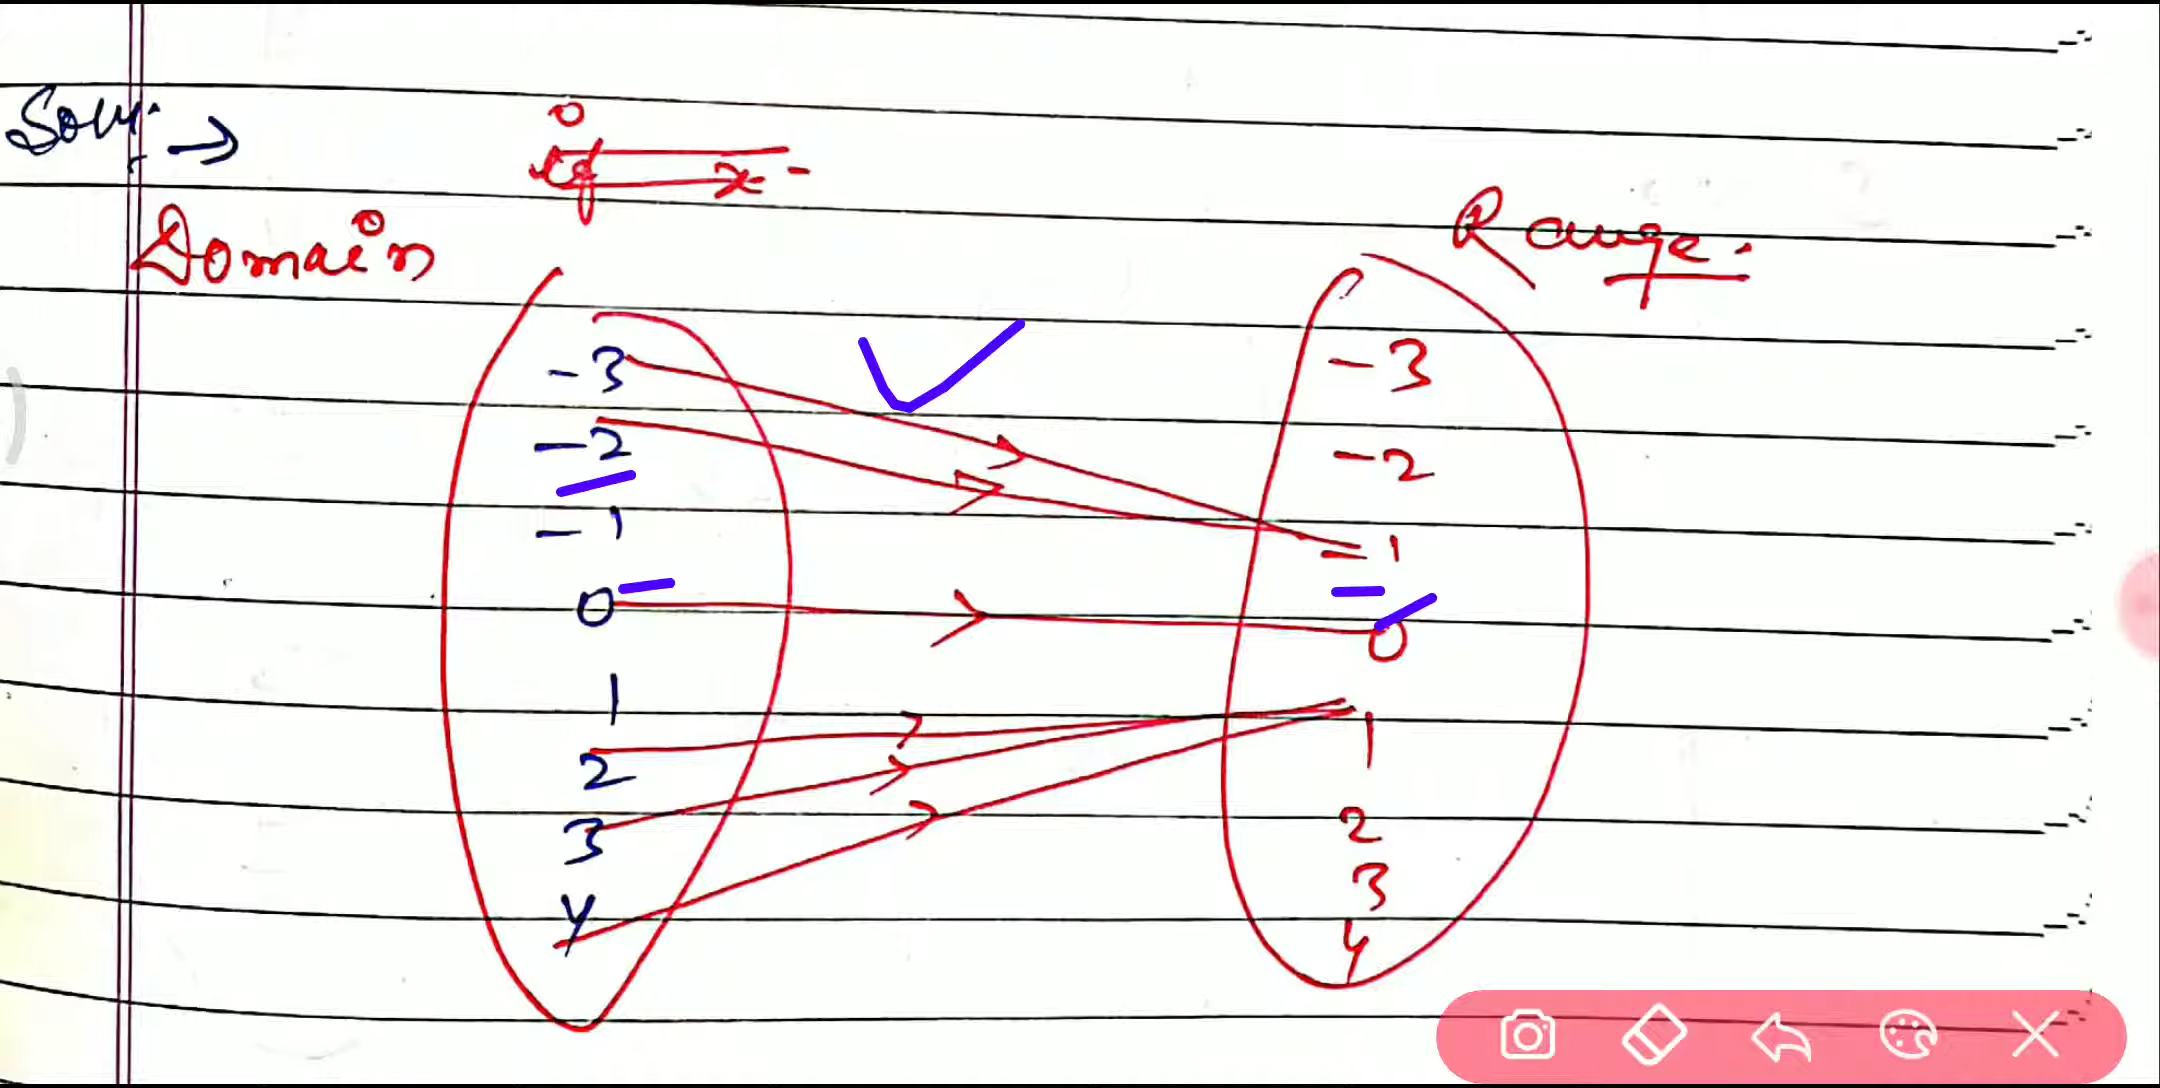 Soln. →
if x -
Domain
Range.
-3 -3
-2 -2
-1 -1
0 0
1 1
2 2
3 3
4 4